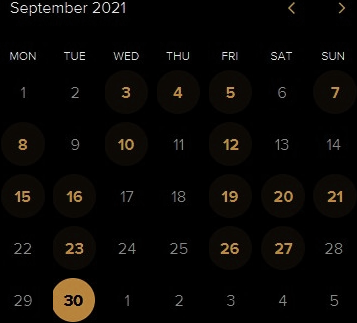 September 2021
MON TUE WED THU FRI SAT SUN
1 2 3 4 5 6 7
8 9 10 11 12 13 14
15 16 17 18 19 20 21
22 23 24 25 26 27 28
29 30 1 2 3 4 5